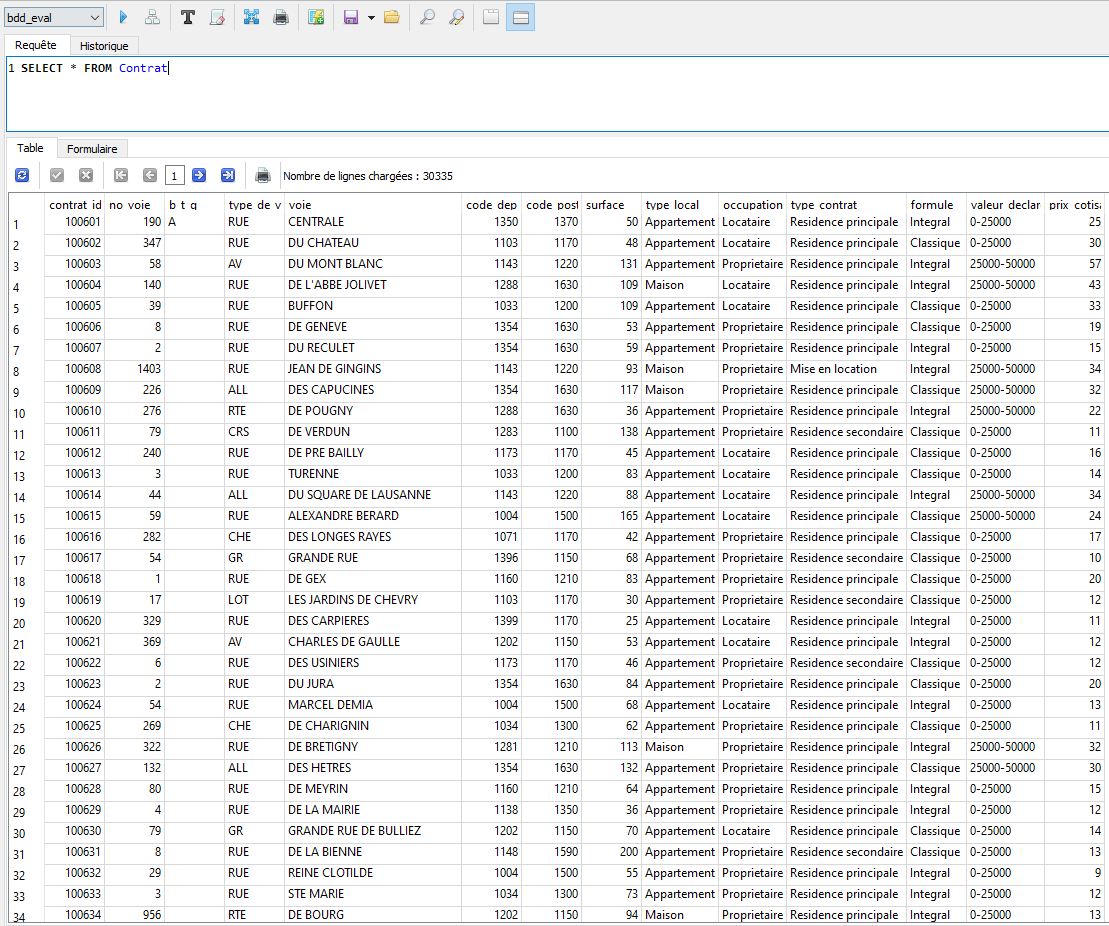 bdd_eval
Requête Historique
1 SELECT * FROM Contrat
Table Formulaire
1 Nombre de lignes chargées : 30335
contrat_id no_voie b_t_q type_de_v voie code_dep code_post surface type_local occupation type_contrat formule valeur_declar prix_cotisa
1 100601 190 A RUE CENTRALE 1350 1370 50 Appartement Locataire Residence principale Integral 0-25000 25
2 100602 347 RUE DU CHATEAU 1103 1170 48 Appartement Locataire Residence principale Classique 0-25000 30
3 100603 58 AV DU MONT BLANC 1143 1220 131 Appartement Proprietaire Residence principale Integral 25000-50000 57
4 100604 140 RUE DE L'ABBE JOLIVET 1288 1630 109 Maison Locataire Residence principale Integral 25000-50000 43
5 100605 39 RUE BUFFON 1033 1200 109 Appartement Locataire Residence principale Classique 0-25000 33
6 100606 8 RUE DE GENEVE 1354 1630 53 Appartement Proprietaire Residence principale Classique 0-25000 19
7 100607 2 RUE DU RECULET 1354 1630 59 Appartement Proprietaire Residence principale Integral 0-25000 15
8 100608 1403 RUE JEAN DE GINGINS 1143 1220 93 Maison Proprietaire Mise en location Integral 25000-50000 34
9 100609 226 ALL DES CAPUCINES 1354 1630 117 Maison Proprietaire Residence principale Classique 25000-50000 32
10 100610 276 RTE DE POUGNY 1288 1630 36 Appartement Proprietaire Residence principale Integral 25000-50000 22
11 100611 79 CRS DE VERDUN 1283 1100 138 Appartement Proprietaire Residence secondaire Classique 0-25000 11
12 100612 240 RUE DE PRE BAILLY 1173 1170 45 Appartement Locataire Residence principale Classique 0-25000 16
13 100613 3 RUE TURENNE 1033 1200 83 Appartement Locataire Residence principale Classique 0-25000 14
14 100614 44 ALL DU SQUARE DE LAUSANNE 1143 1220 88 Appartement Locataire Residence principale Integral 25000-50000 34
15 100615 59 RUE ALEXANDRE BERARD 1004 1500 165 Appartement Locataire Residence principale Classique 25000-50000 24
16 100616 282 CHE DES LONGES RAYES 1071 1170 42 Appartement Proprietaire Residence principale Classique 0-25000 17
17 100617 54 GR GRANDE RUE 1396 1150 68 Appartement Proprietaire Residence secondaire Classique 0-25000 10
18 100618 1 RUE DE GEX 1160 1210 83 Appartement Proprietaire Residence principale Classique 0-25000 20
19 100619 17 LOT LES JARDINS DE CHEVRY 1103 1170 30 Appartement Proprietaire Residence secondaire Classique 0-25000 12
20 100620 329 RUE DES CARPIERES 1399 1170 25 Appartement Locataire Residence principale Integral 0-25000 11
21 100621 369 AV CHARLES DE GAULLE 1202 1150 53 Appartement Locataire Residence principale Integral 0-25000 12
22 100622 6 RUE DES USINIERS 1173 1170 46 Appartement Proprietaire Residence secondaire Classique 0-25000 12
23 100623 2 RUE DU JURA 1354 1630 84 Appartement Proprietaire Residence principale Classique 0-25000 20
24 100624 54 RUE MARCEL DEMIA 1004 1500 68 Appartement Locataire Residence principale Integral 0-25000 13
25 100625 269 CHE DE CHARIGNIN 1034 1300 62 Appartement Proprietaire Residence principale Classique 0-25000 11
26 100626 322 RUE DE BRETIGNY 1281 1210 113 Maison Proprietaire Residence principale Integral 25000-50000 32
27 100627 132 ALL DES HETRES 1354 1630 132 Appartement Proprietaire Residence principale Classique 25000-50000 30
28 100628 80 RUE DE MEYRIN 1160 1210 64 Appartement Proprietaire Residence principale Integral 0-25000 15
29 100629 4 RUE DE LA MAIRIE 1138 1350 36 Appartement Proprietaire Residence principale Integral 0-25000 12
30 100630 79 GR GRANDE RUE DE BULLIEZ 1202 1150 70 Appartement Locataire Residence principale Classique 0-25000 14
31 100631 8 RUE DE LA BIENNE 1148 1590 200 Appartement Proprietaire Residence secondaire Classique 0-25000 13
32 100632 29 RUE REINE CLOTILDE 1004 1500 55 Appartement Proprietaire Residence principale Integral 0-25000 9
33 100633 3 RUE STE MARIE 1034 1300 73 Appartement Proprietaire Residence principale Integral 0-25000 12
34 100634 956 RTE DE BOURG 1202 1150 94 Maison Proprietaire Residence principale Integral 0-25000 13